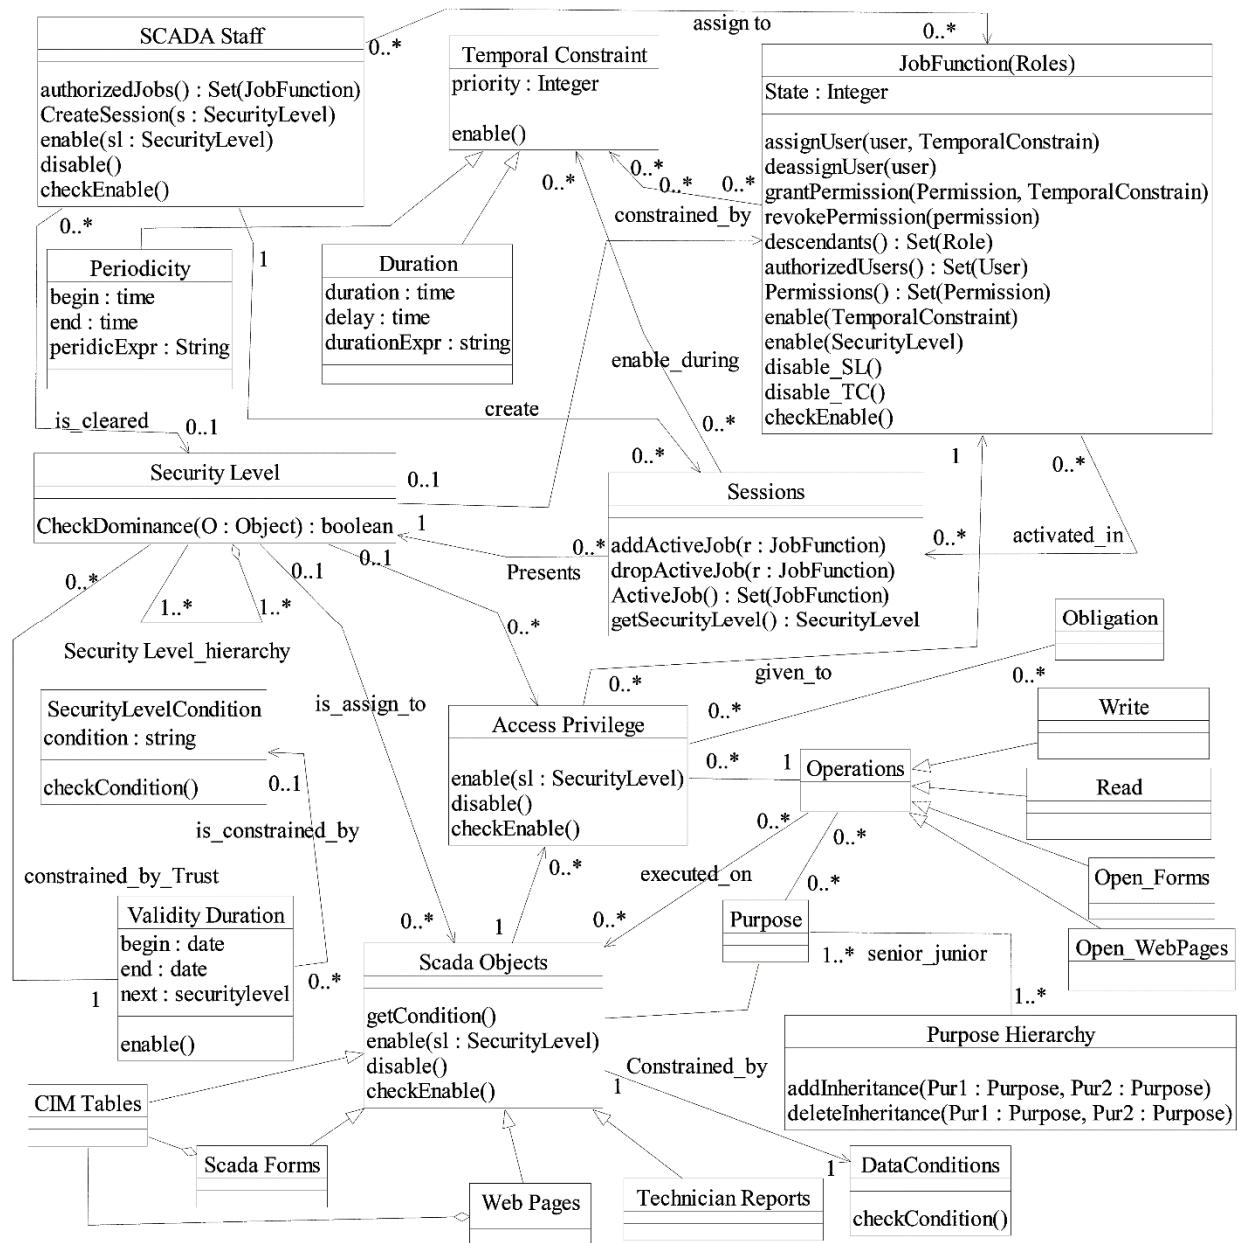 SCADA Staff
authorizedJobs() : Set(JobFunction)
CreateSession(s : SecurityLevel)
enable(sl : SecurityLevel)
disable()
checkEnable()
0..*
assign to
0..*
Temporal Constraint
priority : Integer
enable()
JobFunction(Roles)
State : Integer
assignUser(user, TemporalConstrain)
deassignUser(user)
grantPermission(Permission, TemporalConstrain)
revokePermission(permission)
descendants() : Set(Role)
authorizedUsers() : Set(User)
Permissions() : Set(Permission)
enable(TemporalConstraint)
enable(SecurityLevel)
disable_SL()
disable_TC()
checkEnable()
0..*
0..*
0..*
0..*
constrained_by
0..*
1
Periodicity
begin : time
end : time
peridicExpr : String
Duration
duration : time
delay : time
durationExpr : string
enable_during
0..*
is_cleared
0..1
create
0..*
Security Level
CheckDominance(O : Object) : boolean
0..1
1
Presents
0..*
Sessions
addActiveJob(r : JobFunction)
dropActiveJob(r : JobFunction)
ActiveJob() : Set(JobFunction)
getSecurityLevel() : SecurityLevel
1
0..*
0..*
activated_in
0..*
1..*
1..*
0..1
0..1
Security Level_hierarchy
0..*
Obligation
0..*
given_to
0..*
0..*
SecurityLevelCondition
condition : string
checkCondition()
0..1
is_assign_to
is_constrained_by
Access Privilege
enable(sl : SecurityLevel)
disable()
checkEnable()
0..*
1
Operations
Write
Read
Open_Forms
Open_WebPages
0..*
0..*
executed_on
0..*
0..*
0..*
constrained_by_Trust
Validity Duration
begin : date
end : date
next : securitylevel
enable()
1
0..*
0..*
1
Scada Objects
getCondition()
enable(sl : SecurityLevel)
disable()
checkEnable()
Purpose
1..*
senior_junior
1..*
Purpose Hierarchy
addInheritance(Pur1 : Purpose, Pur2 : Purpose)
deleteInheritance(Pur1 : Purpose, Pur2 : Purpose)
Constrained_by
1
1
CIM Tables
Scada Forms
Web Pages
Technician Reports
DataConditions
checkCondition()